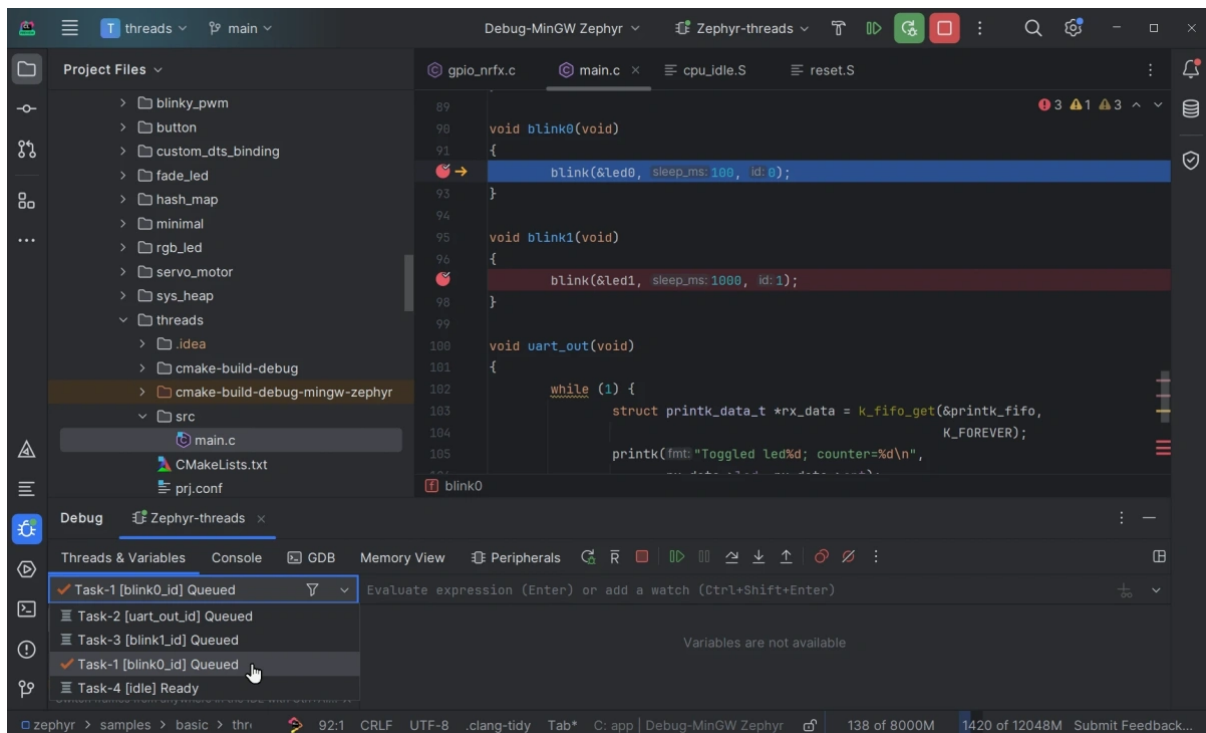 T threads main Debug-MinGW Zephyr Zephyr-threads
Project Files
blinky_pwm
button
custom_dts_binding
fade_led
hash_map
minimal
rgb_led
servo_motor
sys_heap
threads
.idea
cmake-build-debug
cmake-build-debug-mingw-zephyr
src
main.c
CMakeLists.txt
prj.conf
gpio_nrfx.c main.c cpu_idle.S reset.S
3 1 3
89
90 void blink0(void)
91 {
blink(&led0, sleep_ms: 100, id: 0);
93 }
94
95 void blink1(void)
96 {
blink(&led1, sleep_ms: 1000, id: 1);
98 }
99
100 void uart_out(void)
101 {
102 while (1) {
103 struct printk_data_t *rx_data = k_fifo_get(&printk_fifo,
104 K_FOREVER);
105 printk(fmt: "Toggled led%d; counter=%d\n",
f blink0
Debug Zephyr-threads
Threads & Variables Console GDB Memory View Peripherals
Task-1 [blink0_id] Queued Evaluate expression (Enter) or add a watch (Ctrl+Shift+Enter)
Task-2 [uart_out_id] Queued
Task-3 [blink1_id] Queued
Task-1 [blink0_id] Queued
Task-4 [idle] Ready
Variables are not available
zephyr > samples > basic > 92:1 CRLF UTF-8 .clang-tidy Tab* C: app | Debug-MinGW Zephyr 138 of 8000M 1420 of 12048M Submit Feedback...